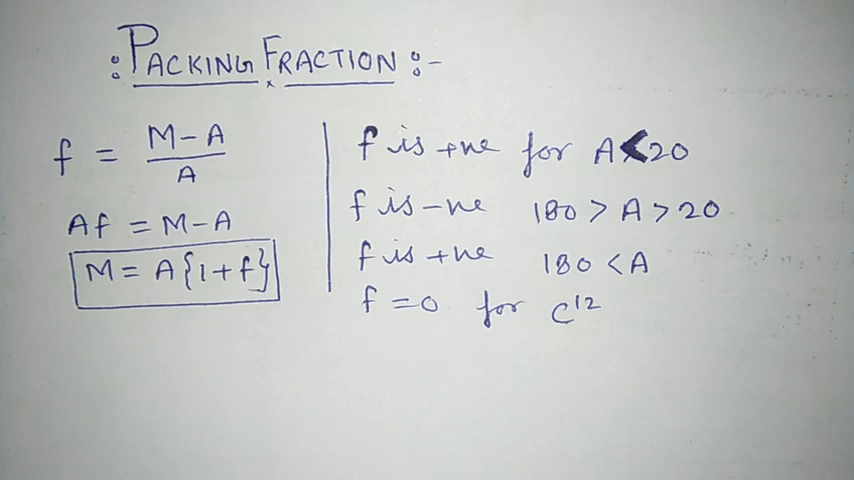 : PACKING FRACTION :-
f = M-A / A
Af = M-A
M = A{1+f}
f is +ve for A < 20
f is -ve 180 > A > 20
f is +ve 180 < A
f = 0 for C¹²